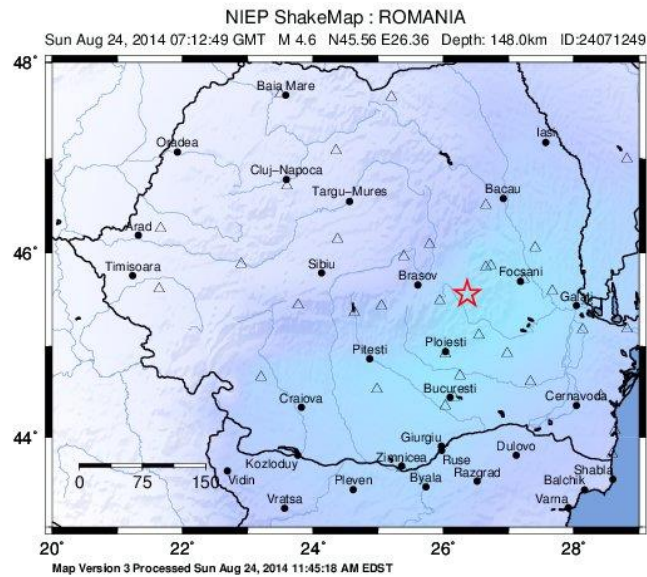 NIEP ShakeMap : ROMANIA
Sun Aug 24, 2014 07:12:49 GMT M 4.6 N45.56 E26.36 Depth: 148.0km ID:24071249
48°
Baia Mare
Iasi
Oradea
Cluj-Napoca
Targu-Mures
Bacau
46°
Arad
Timisoara
Sibiu
Brasov
Focsani
Galati
Ploiesti
Pitesti
Bucuresti
Craiova
Cernavoda
44°
Giurgiu
Zimnicea
Ruse
Dulovo
Kozloduy
0 75 150
Vidin
Pleven
Byala
Razgrad
Shabla
Balchik
Vratsa
Varna
20° 22° 24° 26° 28°
Map Version 3 Processed Sun Aug 24, 2014 11:45:18 AM EDST